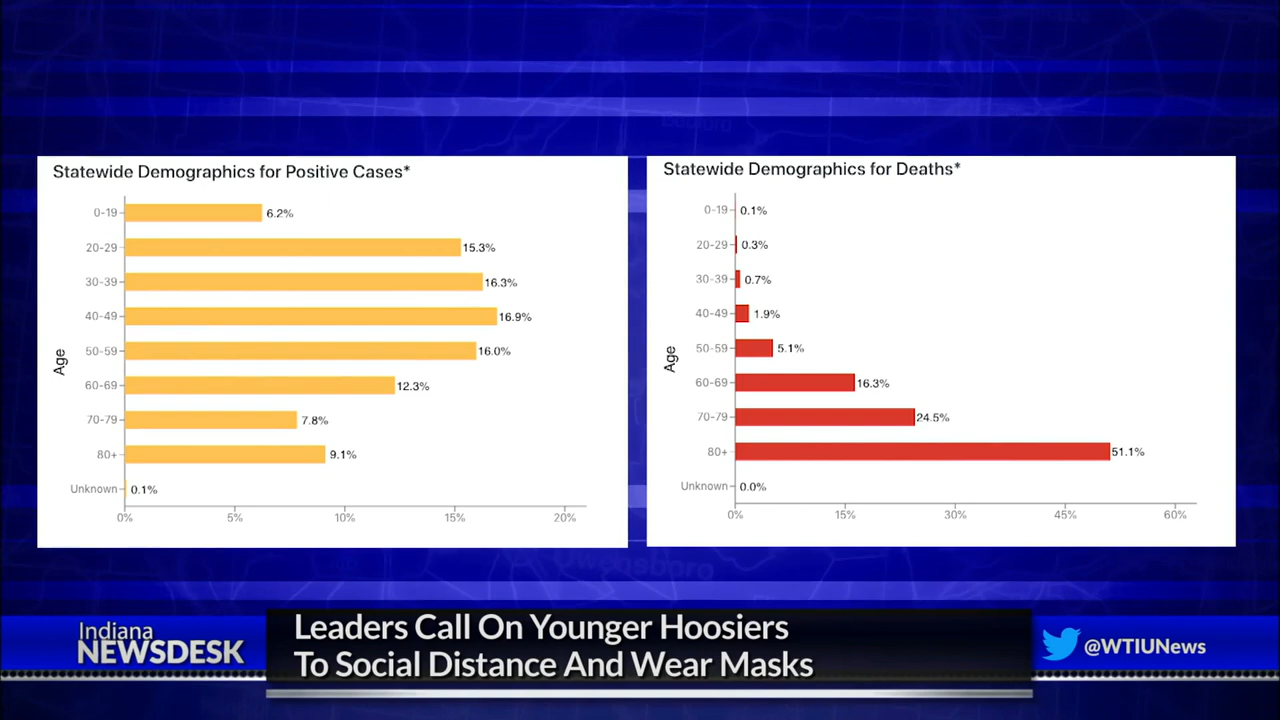 Statewide Demographics for Positive Cases*
Age
0-19 6.2%
20-29 15.3%
30-39 16.3%
40-49 16.9%
50-59 16.0%
60-69 12.3%
70-79 7.8%
80+ 9.1%
Unknown 0.1%
0% 5% 10% 15% 20%
Statewide Demographics for Deaths*
Age
0-19 0.1%
20-29 0.3%
30-39 0.7%
40-49 1.9%
50-59 5.1%
60-69 16.3%
70-79 24.5%
80+ 51.1%
Unknown 0.0%
0% 15% 30% 45% 60%
Owensboro
Indiana
NEWSDESK
Leaders Call On Younger Hoosiers
To Social Distance And Wear Masks
@WTIUNews